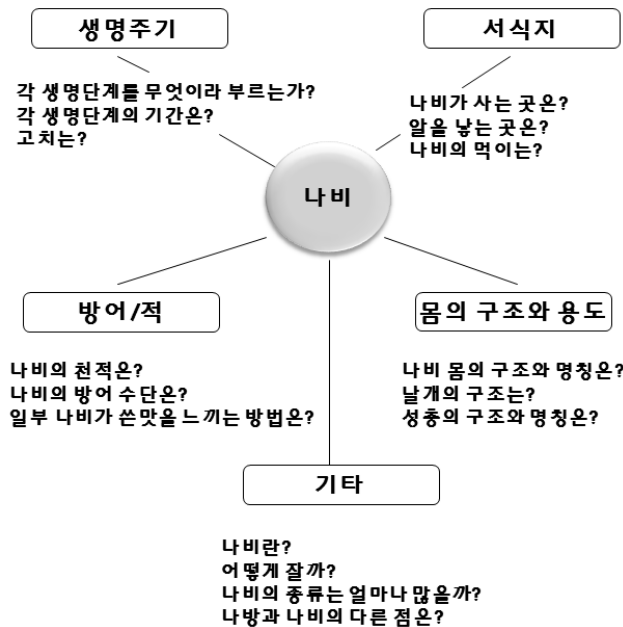 생명주기
각 생명단계를 무엇이라 부르는가?
각 생명단계의 기간은?
고치는?
서식지
나비가 사는 곳은?
알을 낳는 곳은?
나비의 먹이는?
나비
방어/적
나비의 천적은?
나비의 방어 수단은?
일부 나비가 쓴맛을 느끼는 방법은?
몸의 구조와 용도
나비 몸의 구조와 명칭은?
날개의 구조는?
성충의 구조와 명칭은?
기타
나비란?
어떻게 잘까?
나비의 종류는 얼마나 많을까?
나방과 나비의 다른 점은?